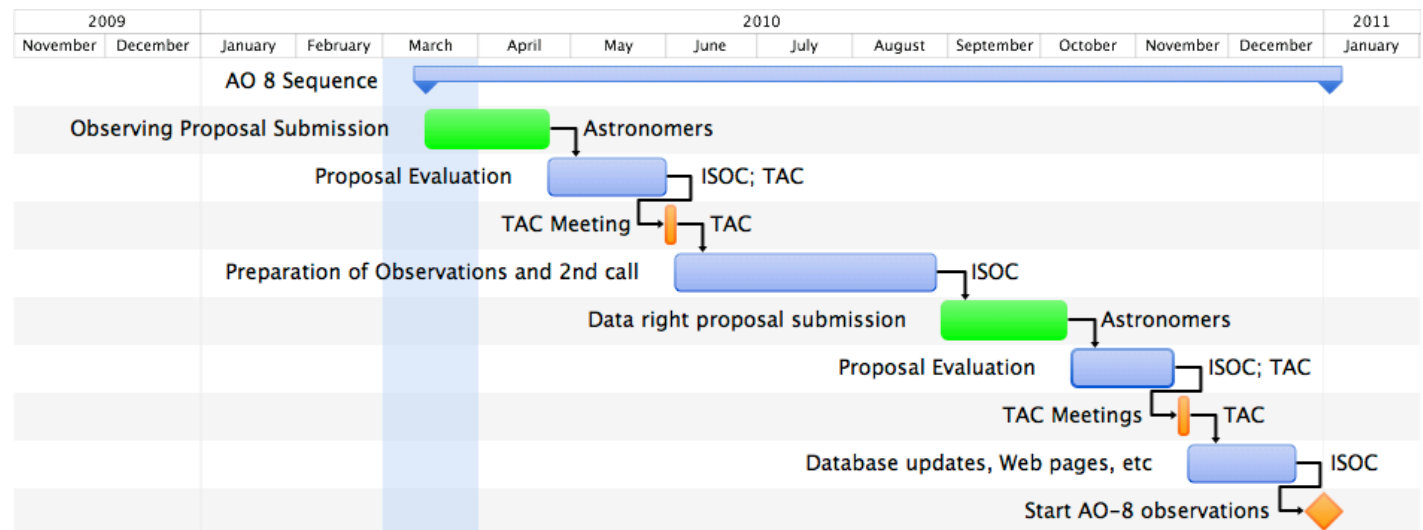 2009 2010 2011
November December January February March April May June July August September October November December January
AO 8 Sequence
Observing Proposal Submission Astronomers
Proposal Evaluation ISOC; TAC
TAC Meeting TAC
Preparation of Observations and 2nd call ISOC
Data right proposal submission Astronomers
Proposal Evaluation ISOC; TAC
TAC Meetings TAC
Database updates, Web pages, etc ISOC
Start AO-8 observations